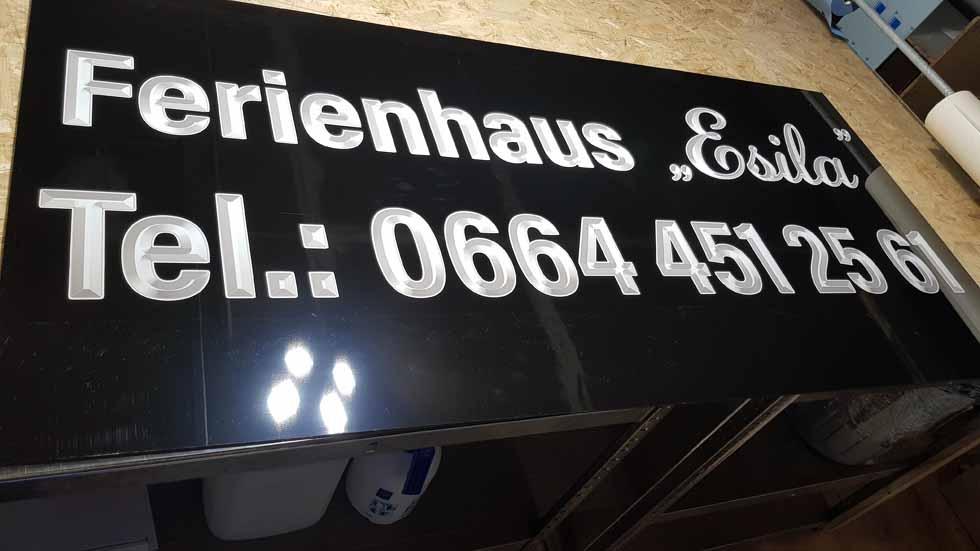 Ferienhaus „Esila”
Tel.: 0664 451 25 61